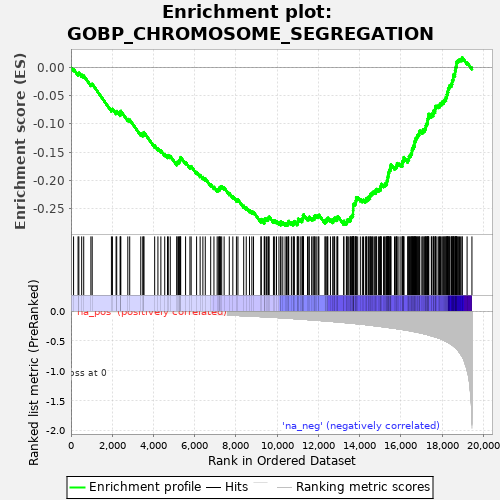 Enrichment plot:
GOBP_CHROMOSOME_SEGREGATION
Enrichment score (ES)
0.00
-0.05
-0.10
-0.15
-0.20
-0.25
'na_pos' (positively correlated)
0.0
-0.5
-1.0
-1.5
-2.0
Ranked list metric (PreRanked)
'na_neg' (negatively correlated)
0
2,000
4,000
6,000
8,000
10,000
12,000
14,000
16,000
18,000
20,000
Rank in Ordered Dataset
Enrichment profile
Hits
Ranking metric scores